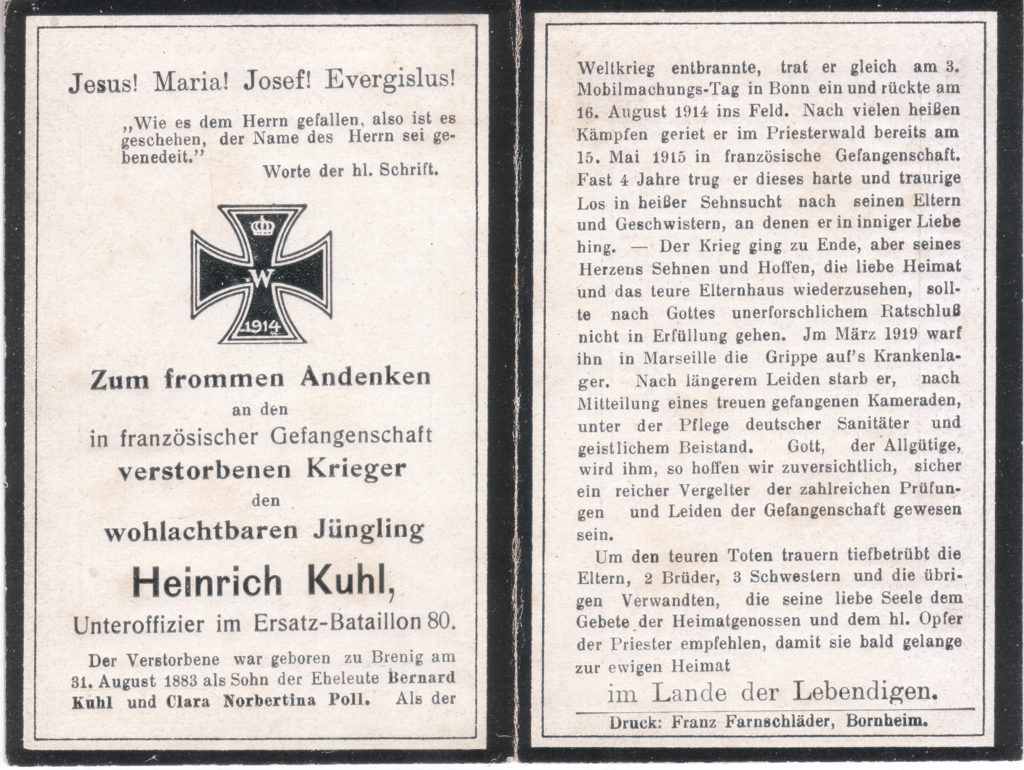 Jesus! Maria! Josef! Evergislus!
„Wie es dem Herrn gefallen, also ist es
geschehen, der Name des Herrn sei ge-
benedeit.”
Worte der hl. Schrift.
W
1914
Zum frommen Andenken
an den
in französischer Gefangenschaft
verstorbenen Krieger
den
wohlachtbaren Jüngling
Heinrich Kuhl,
Unteroffizier im Ersatz-Bataillon 80.
Der Verstorbene war geboren zu Brenig am
31. August 1883 als Sohn der Eheleute Bernard
Kuhl und Clara Norbertina Poll. Als der
Weltkrieg entbrannte, trat er gleich am 3.
Mobilmachungs-Tag in Bonn ein und rückte am
16. August 1914 ins Feld. Nach vielen heißen
Kämpfen geriet er im Priesterwald bereits am
15. Mai 1915 in französische Gefangenschaft.
Fast 4 Jahre trug er dieses harte und traurige
Los in heißer Sehnsucht nach seinen Eltern
und Geschwistern, an denen er in inniger Liebe
hing. — Der Krieg ging zu Ende, aber seines
Herzens Sehnen und Hoffen, die liebe Heimat
und das teure Elternhaus wiederzusehen, soll-
te nach Gottes unerforschlichem Ratschluß
nicht in Erfüllung gehen. Jm März 1919 warf
ihn in Marseille die Grippe auf's Krankenla-
ger. Nach längerem Leiden starb er, nach
Mitteilung eines treuen gefangenen Kameraden,
unter der Pflege deutscher Sanitäter und
geistlichem Beistand. Gott, der Allgütige,
wird ihm, so hoffen wir zuversichtlich, sicher
ein reicher Vergelter der zahlreichen Prüfun-
gen und Leiden der Gefangenschaft gewesen
sein.
Um den teuren Toten trauern tiefbetrübt die
Eltern, 2 Brüder, 3 Schwestern und die übri-
gen Verwandten, die seine liebe Seele dem
Gebete der Heimatgenossen und dem hl. Opfer
der Priester empfehlen, damit sie bald gelange
zur ewigen Heimat
im Lande der Lebendigen.
Druck: Franz Farnschläder, Bornheim.